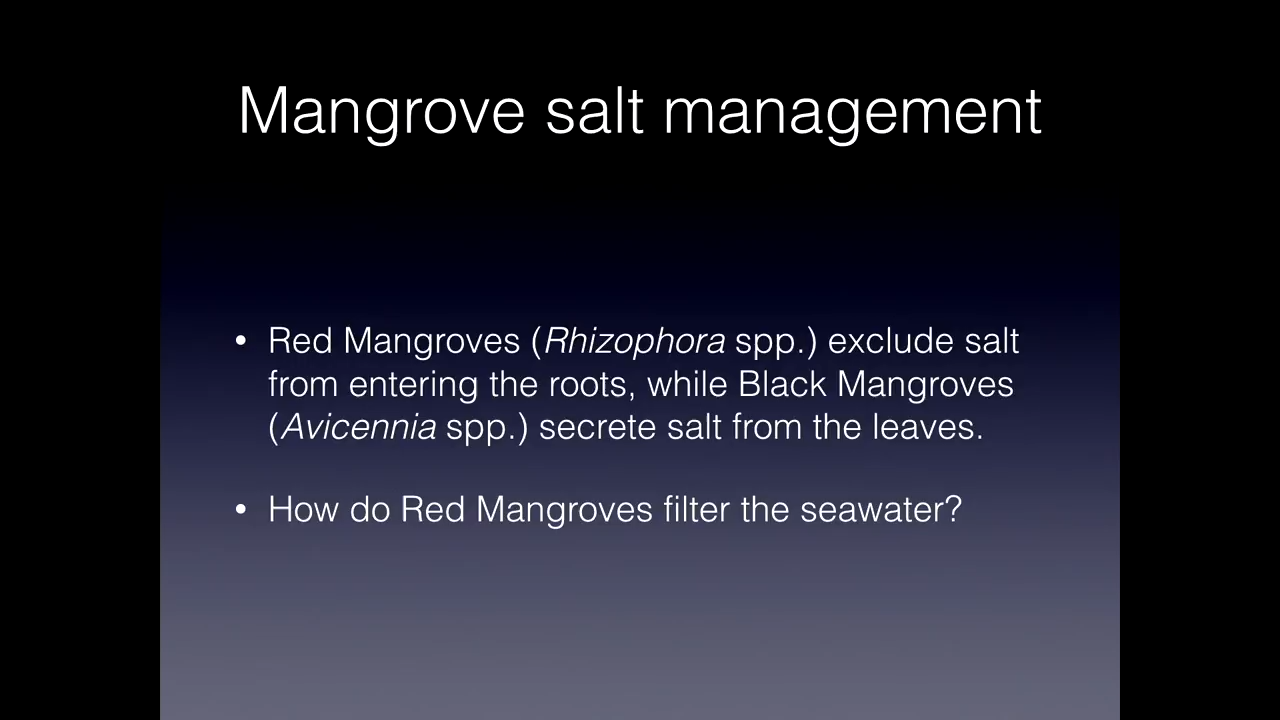 Mangrove salt management
• Red Mangroves (Rhizophora spp.) exclude salt
from entering the roots, while Black Mangroves
(Avicennia spp.) secrete salt from the leaves.
• How do Red Mangroves filter the seawater?